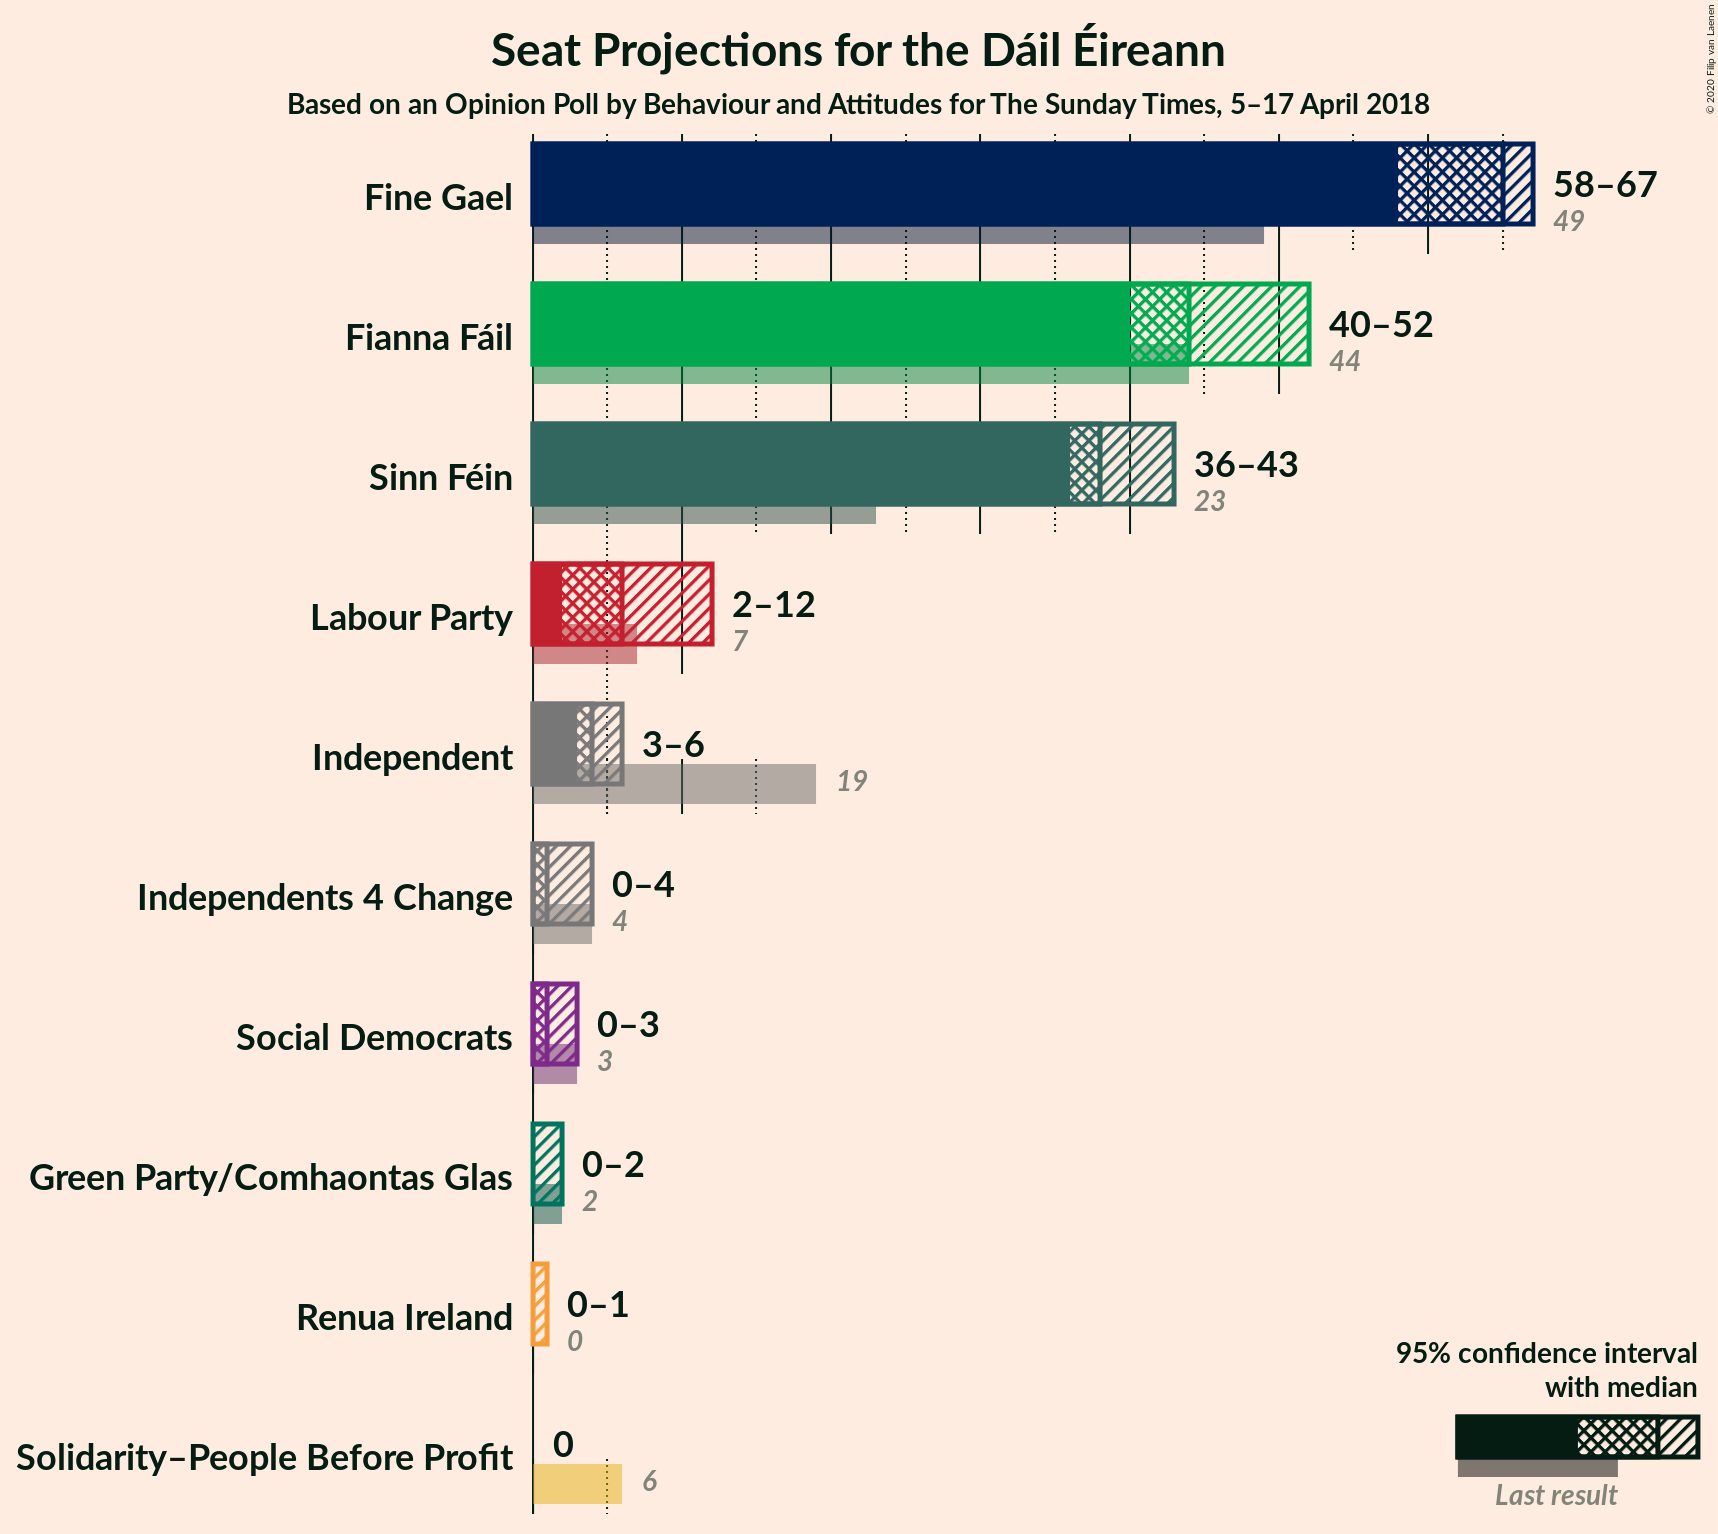 Seat Projections for the Dáil Éireann
Based on an Opinion Poll by Behaviour and Attitudes for The Sunday Times, 5–17 April 2018
© 2020 Filip van Laenen
Fine Gael
58–67
49
Fianna Fáil
40–52
44
Sinn Féin
36–43
23
Labour Party
2–12
7
Independent
3–6
19
Independents 4 Change
0–4
4
Social Democrats
0–3
3
Green Party/Comhaontas Glas
0–2
2
Renua Ireland
0–1
0
Solidarity–People Before Profit
0
6
95% confidence interval
with median
Last result